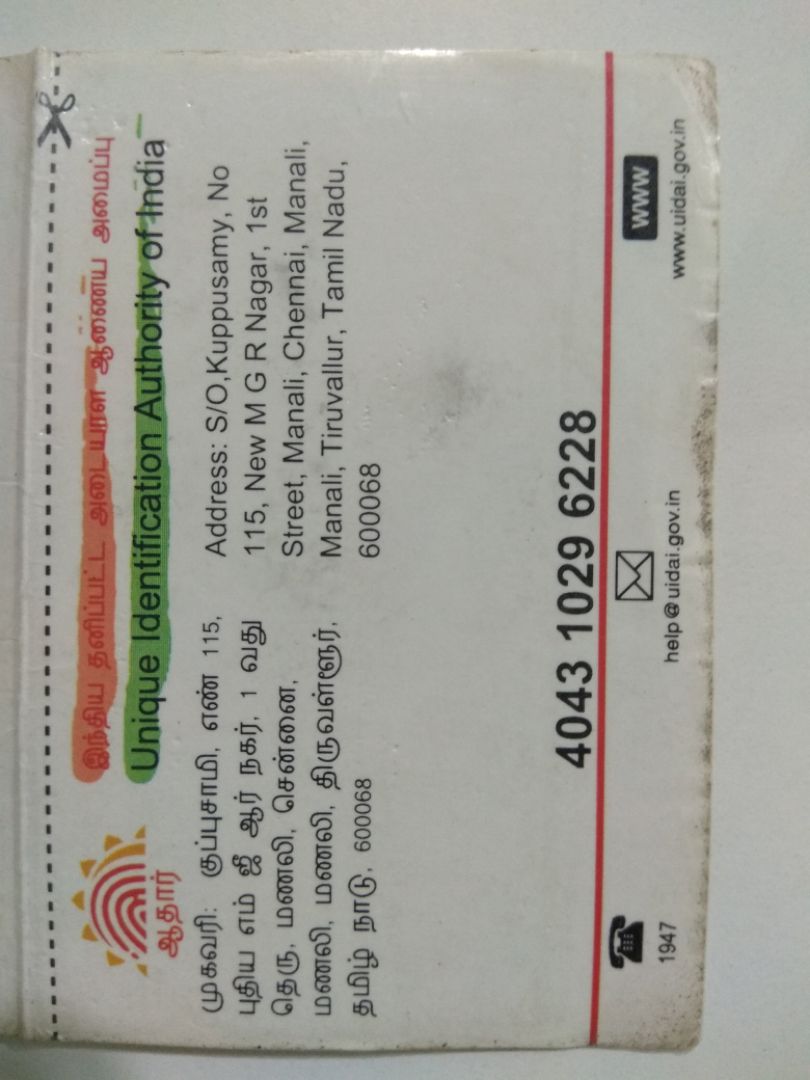 இந்திய தனிப்பட்ட அடையாள ஆணைய அமைப்பு
Unique Identification Authority of India
ஆதார்
முகவரி: குப்புசாமி, எண் 115,
புதிய எம் ஜீ ஆர் நகர், 1 வது
தெரு, மணலி, சென்னை,
மணலி, மணலி, திருவள்ளூர்,
தமிழ் நாடு, 600068
Address: S/O,Kuppusamy, No
115, New M G R Nagar, 1st
Street, Manali, Chennai, Manali,
Manali, Tiruvallur, Tamil Nadu,
600068
4043 1029 6228
1947
help@uidai.gov.in
www
www.uidai.gov.in